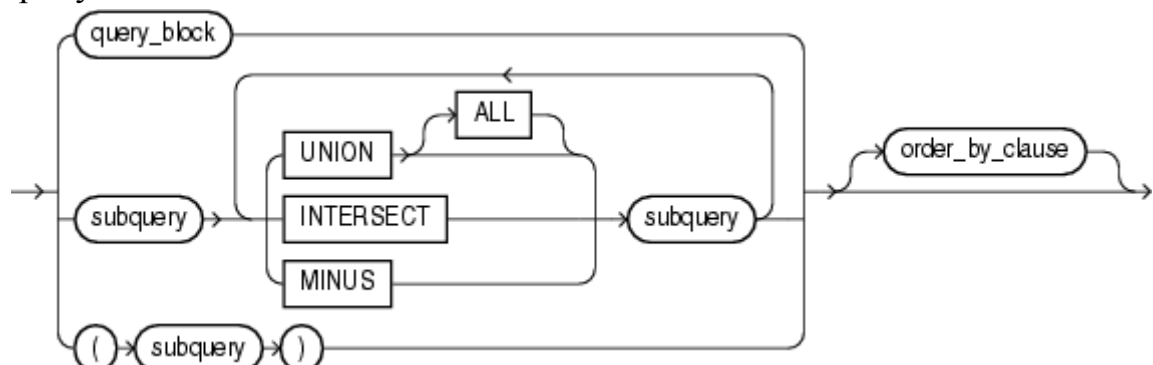 query_block
ALL
UNION
order_by_clause
subquery
INTERSECT
subquery
MINUS
( subquery )